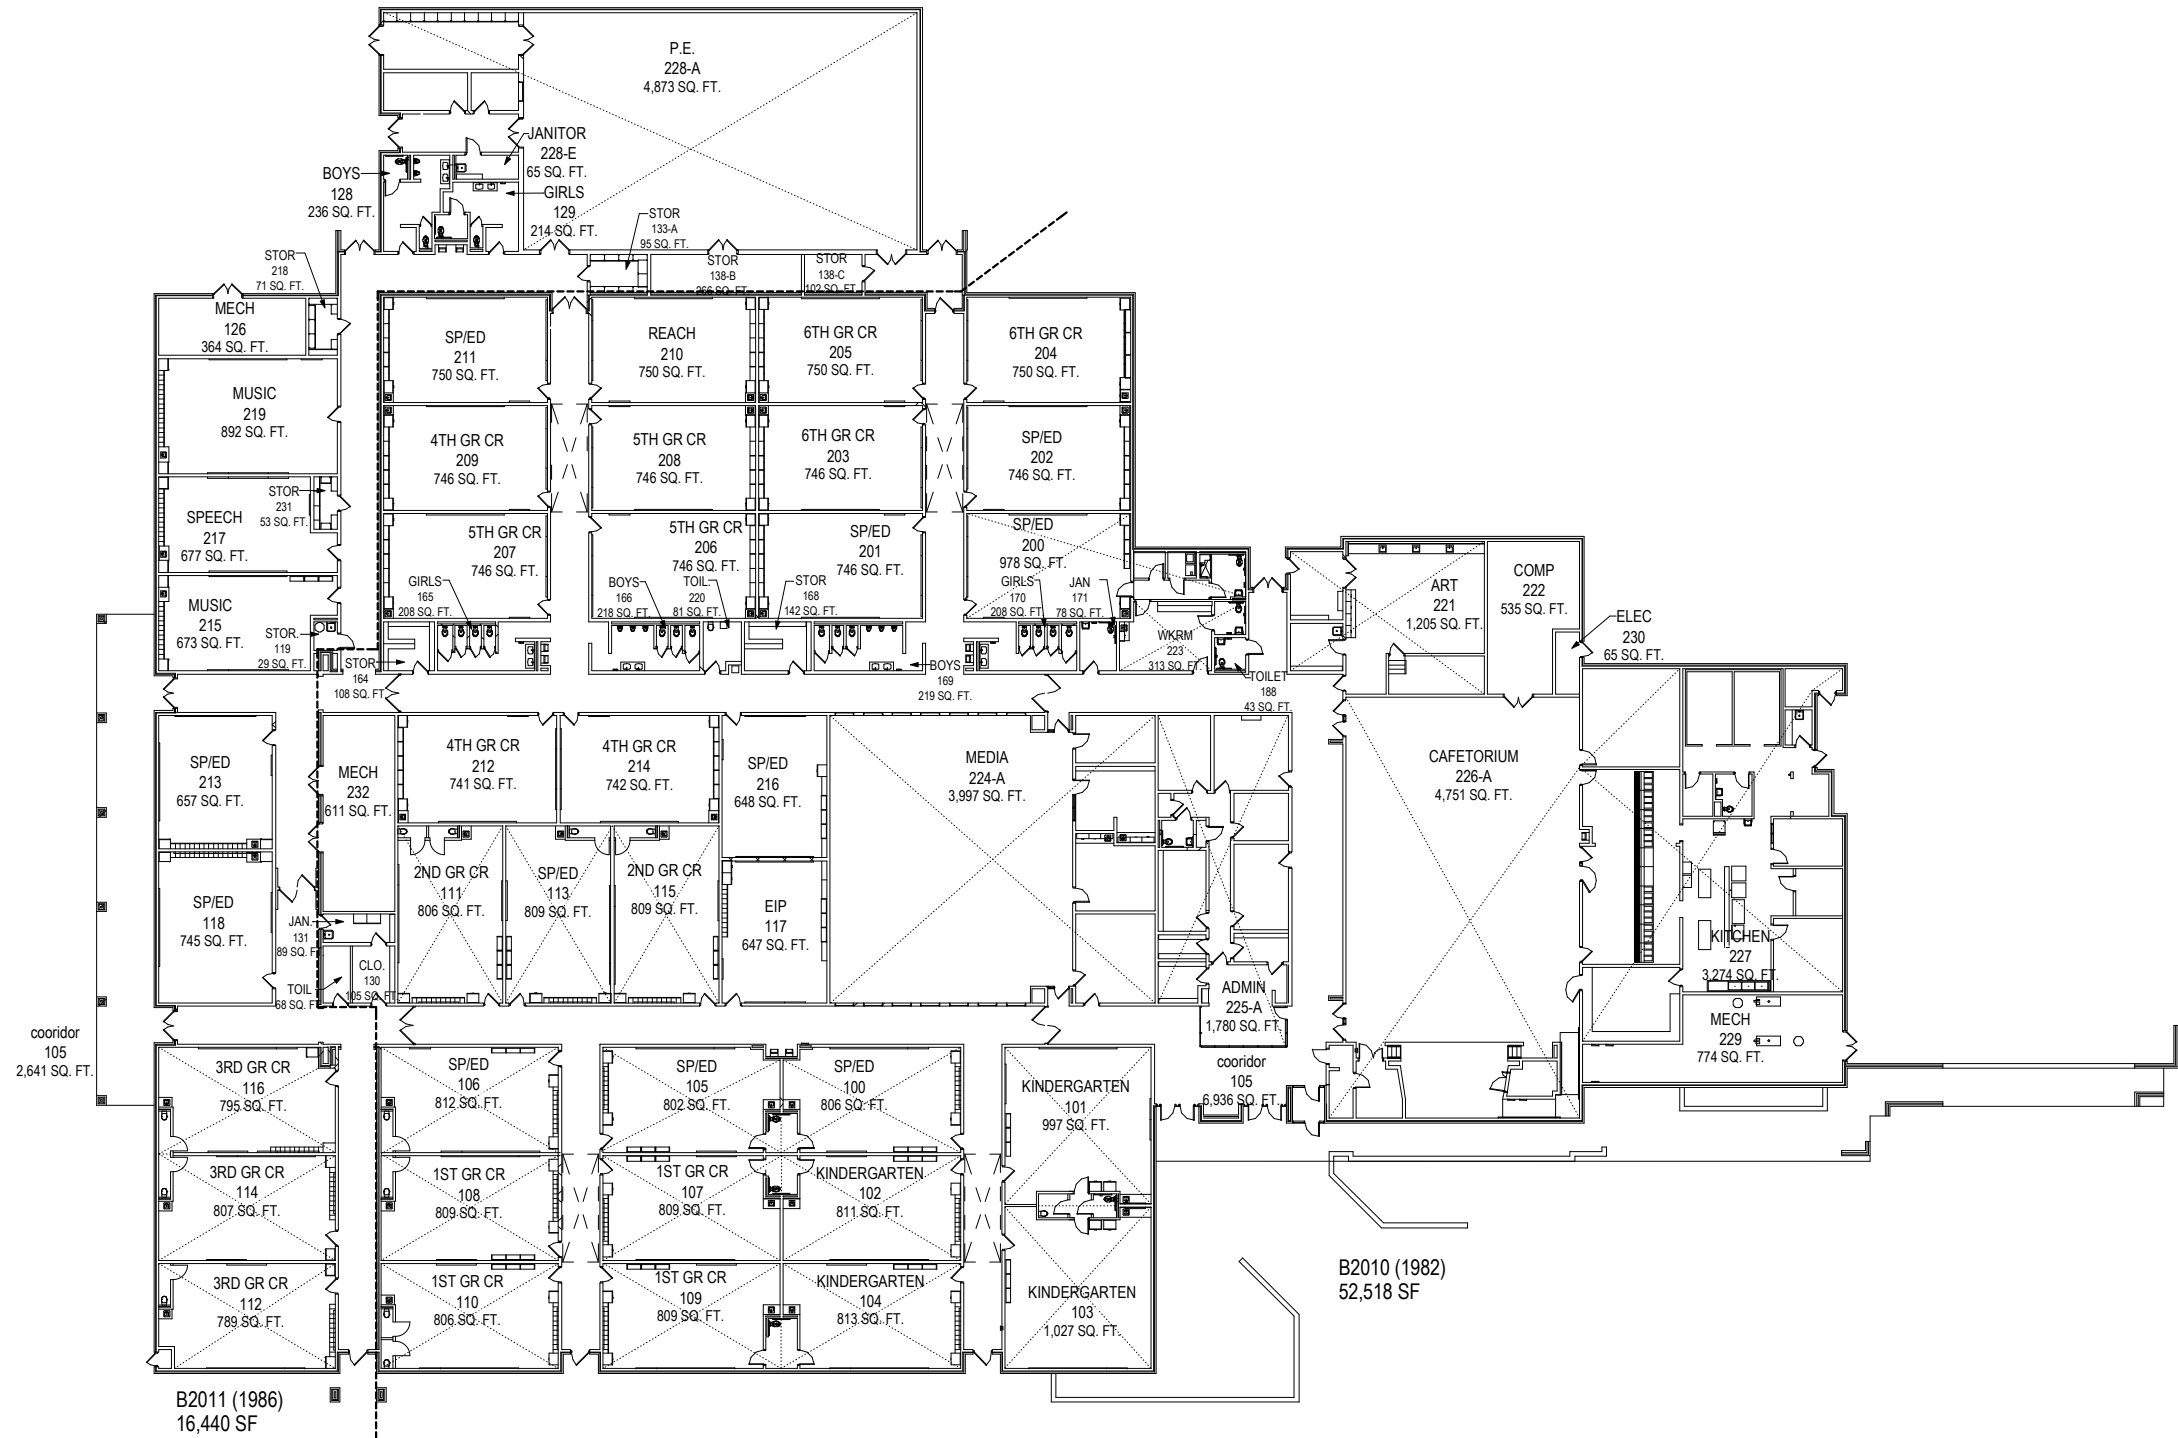 P.E.
228-A
4,873 SQ. FT.
JANITOR
228-E
65 SQ. FT.
BOYS
128
236 SQ. FT.
GIRLS
129
214 SQ. FT.
STOR
133-A
95 SQ. FT.
STOR
218
71 SQ. FT.
STOR
138-B
266 SQ. FT.
STOR
138-C
102 SQ. FT.
MECH
126
364 SQ. FT.
SP/ED
211
750 SQ. FT.
REACH
210
750 SQ. FT.
6TH GR CR
205
750 SQ. FT.
6TH GR CR
204
750 SQ. FT.
MUSIC
219
892 SQ. FT.
4TH GR CR
209
746 SQ. FT.
5TH GR CR
208
746 SQ. FT.
6TH GR CR
203
746 SQ. FT.
SP/ED
202
746 SQ. FT.
STOR
231
53 SQ. FT.
SPEECH
217
677 SQ. FT.
5TH GR CR
207
746 SQ. FT.
5TH GR CR
206
746 SQ. FT.
SP/ED
201
746 SQ. FT.
SP/ED
200
978 SQ. FT.
GIRLS
165
208 SQ. FT.
BOYS
166
218 SQ. FT.
TOIL
220
81 SQ. FT.
STOR
168
142 SQ. FT.
GIRLS
170
208 SQ. FT.
JAN
171
78 SQ. FT.
ART
221
1,205 SQ. FT.
COMP
222
535 SQ. FT.
ELEC
230
65 SQ. FT.
MUSIC
215
673 SQ. FT.
STOR.
119
29 SQ. FT.
STOR
164
108 SQ. FT.
WKRM
223
313 SQ. FT.
BOYS
169
219 SQ. FT.
TOILET
188
43 SQ. FT.
SP/ED
213
657 SQ. FT.
MECH
232
611 SQ. FT.
4TH GR CR
212
741 SQ. FT.
4TH GR CR
214
742 SQ. FT.
SP/ED
216
648 SQ. FT.
MEDIA
224-A
3,997 SQ. FT.
CAFETORIUM
226-A
4,751 SQ. FT.
SP/ED
118
745 SQ. FT.
2ND GR CR
111
806 SQ. FT.
SP/ED
113
809 SQ. FT.
2ND GR CR
115
809 SQ. FT.
EIP
117
647 SQ. FT.
JAN.
131
89 SQ. FT.
CLO.
130
105 SQ. FT.
TOIL
68 SQ. FT.
KITCHEN
227
3,274 SQ. FT.
ADMIN
225-A
1,780 SQ. FT.
MECH
229
774 SQ. FT.
cooridor
105
2,641 SQ. FT.
cooridor
105
6,936 SQ. FT.
3RD GR CR
116
795 SQ. FT.
SP/ED
106
812 SQ. FT.
SP/ED
105
802 SQ. FT.
SP/ED
100
806 SQ. FT.
KINDERGARTEN
101
997 SQ. FT.
3RD GR CR
114
807 SQ. FT.
1ST GR CR
108
809 SQ. FT.
1ST GR CR
107
809 SQ. FT.
KINDERGARTEN
102
811 SQ. FT.
3RD GR CR
112
789 SQ. FT.
1ST GR CR
110
806 SQ. FT.
1ST GR CR
109
809 SQ. FT.
KINDERGARTEN
104
813 SQ. FT.
KINDERGARTEN
103
1,027 SQ. FT.
B2010 (1982)
52,518 SF
B2011 (1986)
16,440 SF